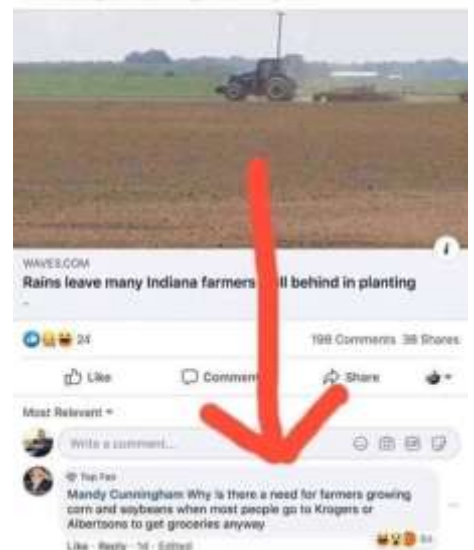 WAVE3.COM
Rains leave many Indiana farmers ll behind in planting
24
198 Comments 38 Shares
Like Comment Share
Most Relevant
Write a comment...
Top Fan
Mandy Cunningham Why is there a need for farmers growing
corn and soybeans when most people go to Krogers or
Albertsons to get groceries anyway
Like Reply 1d Edited